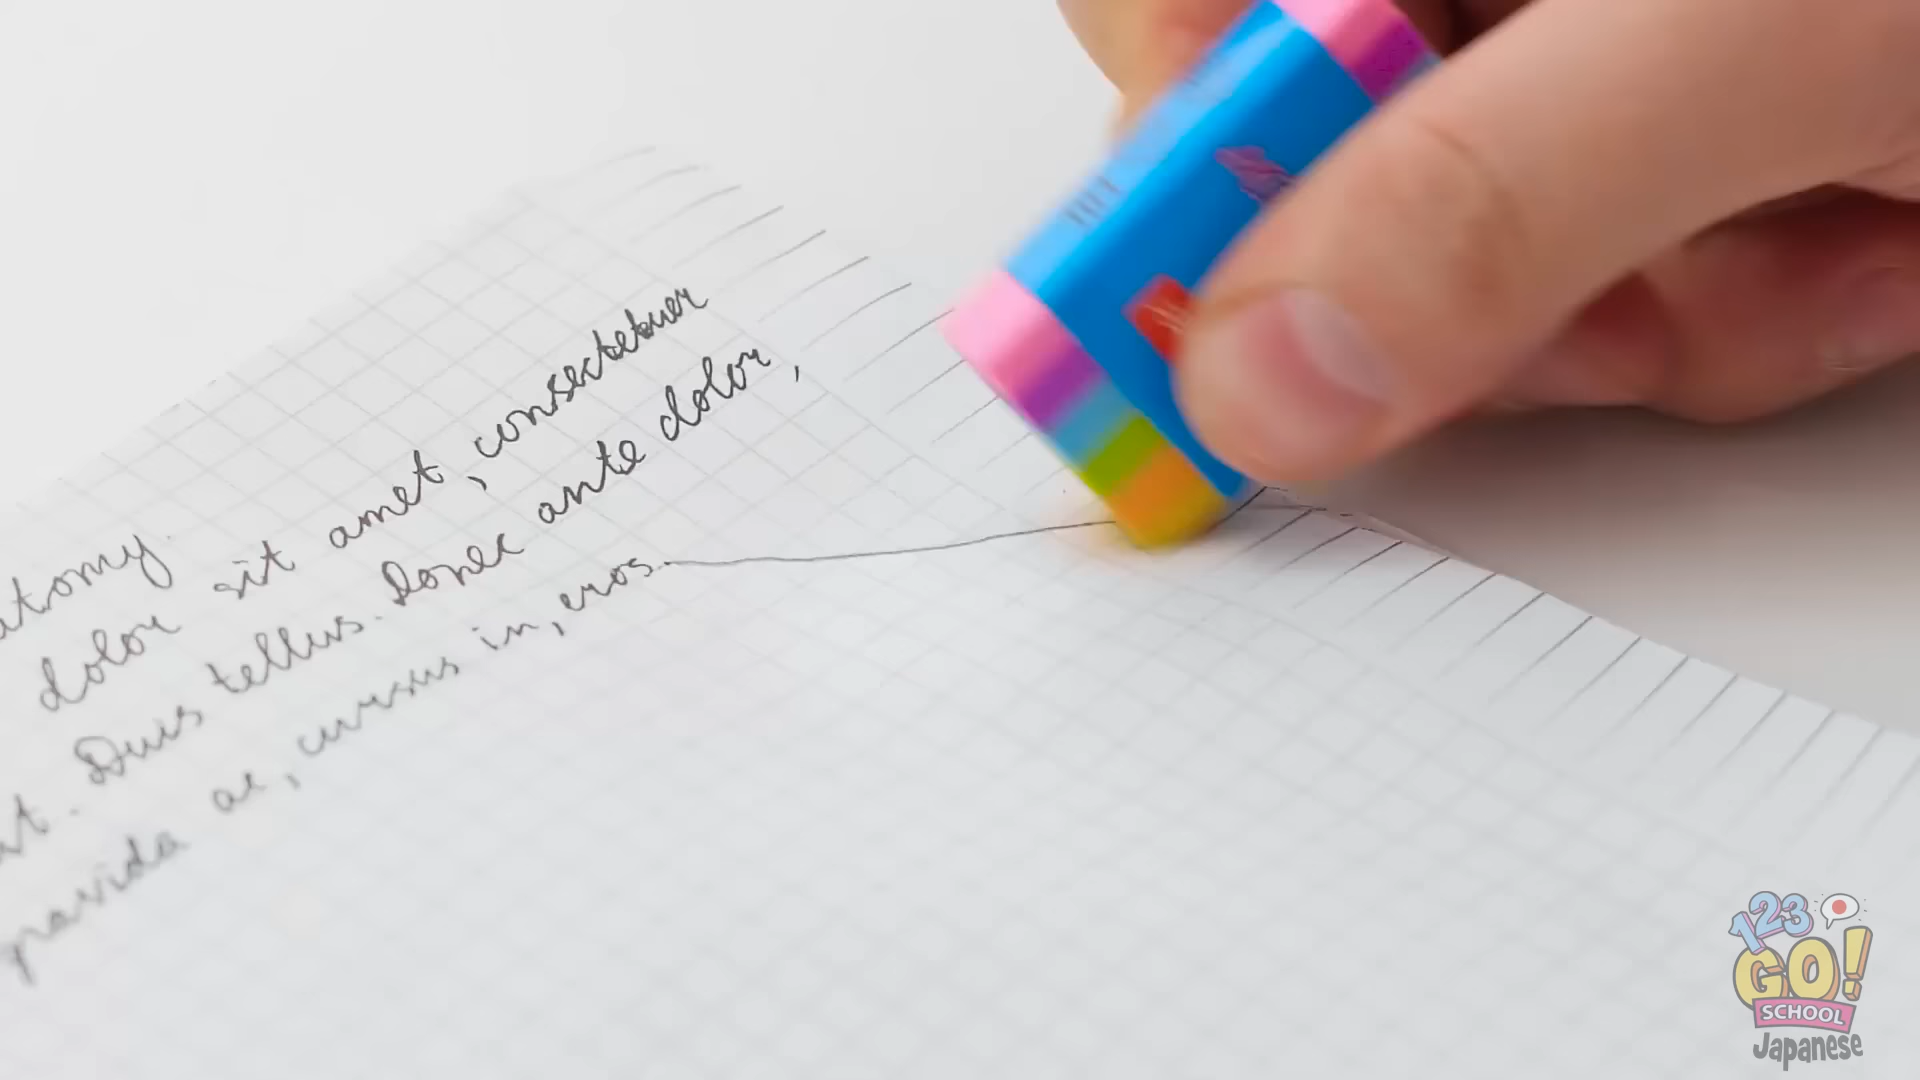 atomy.
dolor sit amet, consectetuer
at. Duis tellus. Donec ante dolor,
gravida ac, cursus in, eros.
123
GO!
SCHOOL
Japanese